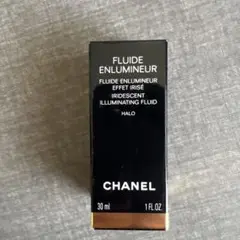 FLUIDE
ENLUMINEUR
FLUIDE ENLUMINEUR
EFFET IRISÉ
IRIDESCENT
ILLUMINATING FLUID
HALO
CHANEL
30 ml 1 FL.OZ.